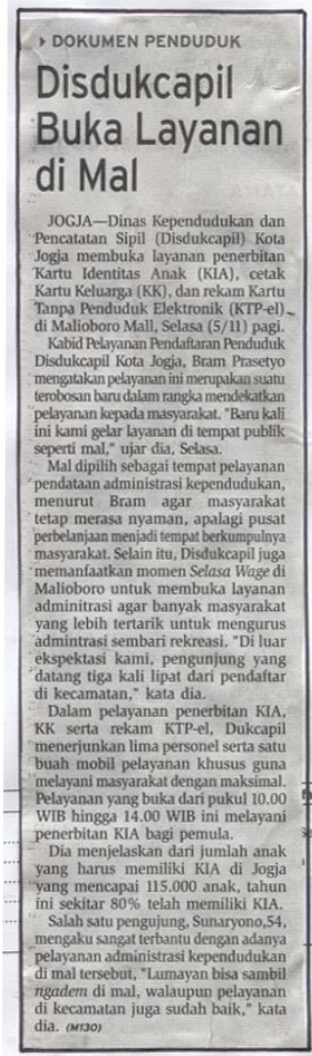 DOKUMEN PENDUDUK
Disdukcapil
Buka Layanan
di Mal
JOGJA—Dinas Kependudukan dan
Pencatatan Sipil (Disdukcapil) Kota
Jogja membuka layanan penerbitan
Kartu Identitas Anak (KIA), cetak
Kartu Keluarga (KK), dan rekam Kartu
Tanpa Penduduk Elektronik (KTP-el)
di Malioboro Mall, Selasa (5/11) pagi.
Kabid Pelayanan Pendaftaran Penduduk
Disdukcapil Kota Jogja, Bram Prasetyo
mengatakan pelayanan ini merupakan suatu
terobosan baru dalam rangka mendekatkan
pelayanan kepada masyarakat. "Baru kali
ini kami gelar layanan di tempat publik
seperti mal," ujar dia, Selasa.
Mal dipilih sebagai tempat pelayanan
pendataan administrasi kependudukan,
menurut Bram agar masyarakat
tetap merasa nyaman, apalagi pusat
perbelanjaan menjadi tempat berkumpulnya
masyarakat. Selain itu, Disdukcapil juga
memanfaatkan momen Selasa Wage di
Malioboro untuk membuka layanan
adminitrasi agar banyak masyarakat
yang lebih tertarik untuk mengurus
admintrasi sembari rekreasi. "Di luar
ekspektasi kami, pengunjung yang
datang tiga kali lipat dari pendaftar
di kecamatan," kata dia.
Dalam pelayanan penerbitan KIA,
KK serta rekam KTP-el, Dukcapil
menerjunkan lima personel serta satu
buah mobil pelayanan khusus guna
melayani masyarakat dengan maksimal.
Pelayanan yang buka dari pukul 10.00
WIB hingga 14.00 WIB ini melayani
penerbitan KIA bagi pemula.
Dia menjelaskan dari jumlah anak
yang harus memiliki KIA di Jogja
yang mencapai 115.000 anak, tahun
ini sekitar 80% telah memiliki KIA.
Salah satu pengujung, Sunaryono,54,
mengaku sangat terbantu dengan adanya
pelayanan administrasi kependudukan
di mal tersebut, "Lumayan bisa sambil
ngadem di mal, walaupun pelayanan
di kecamatan juga sudah baik," kata
dia. (M130)